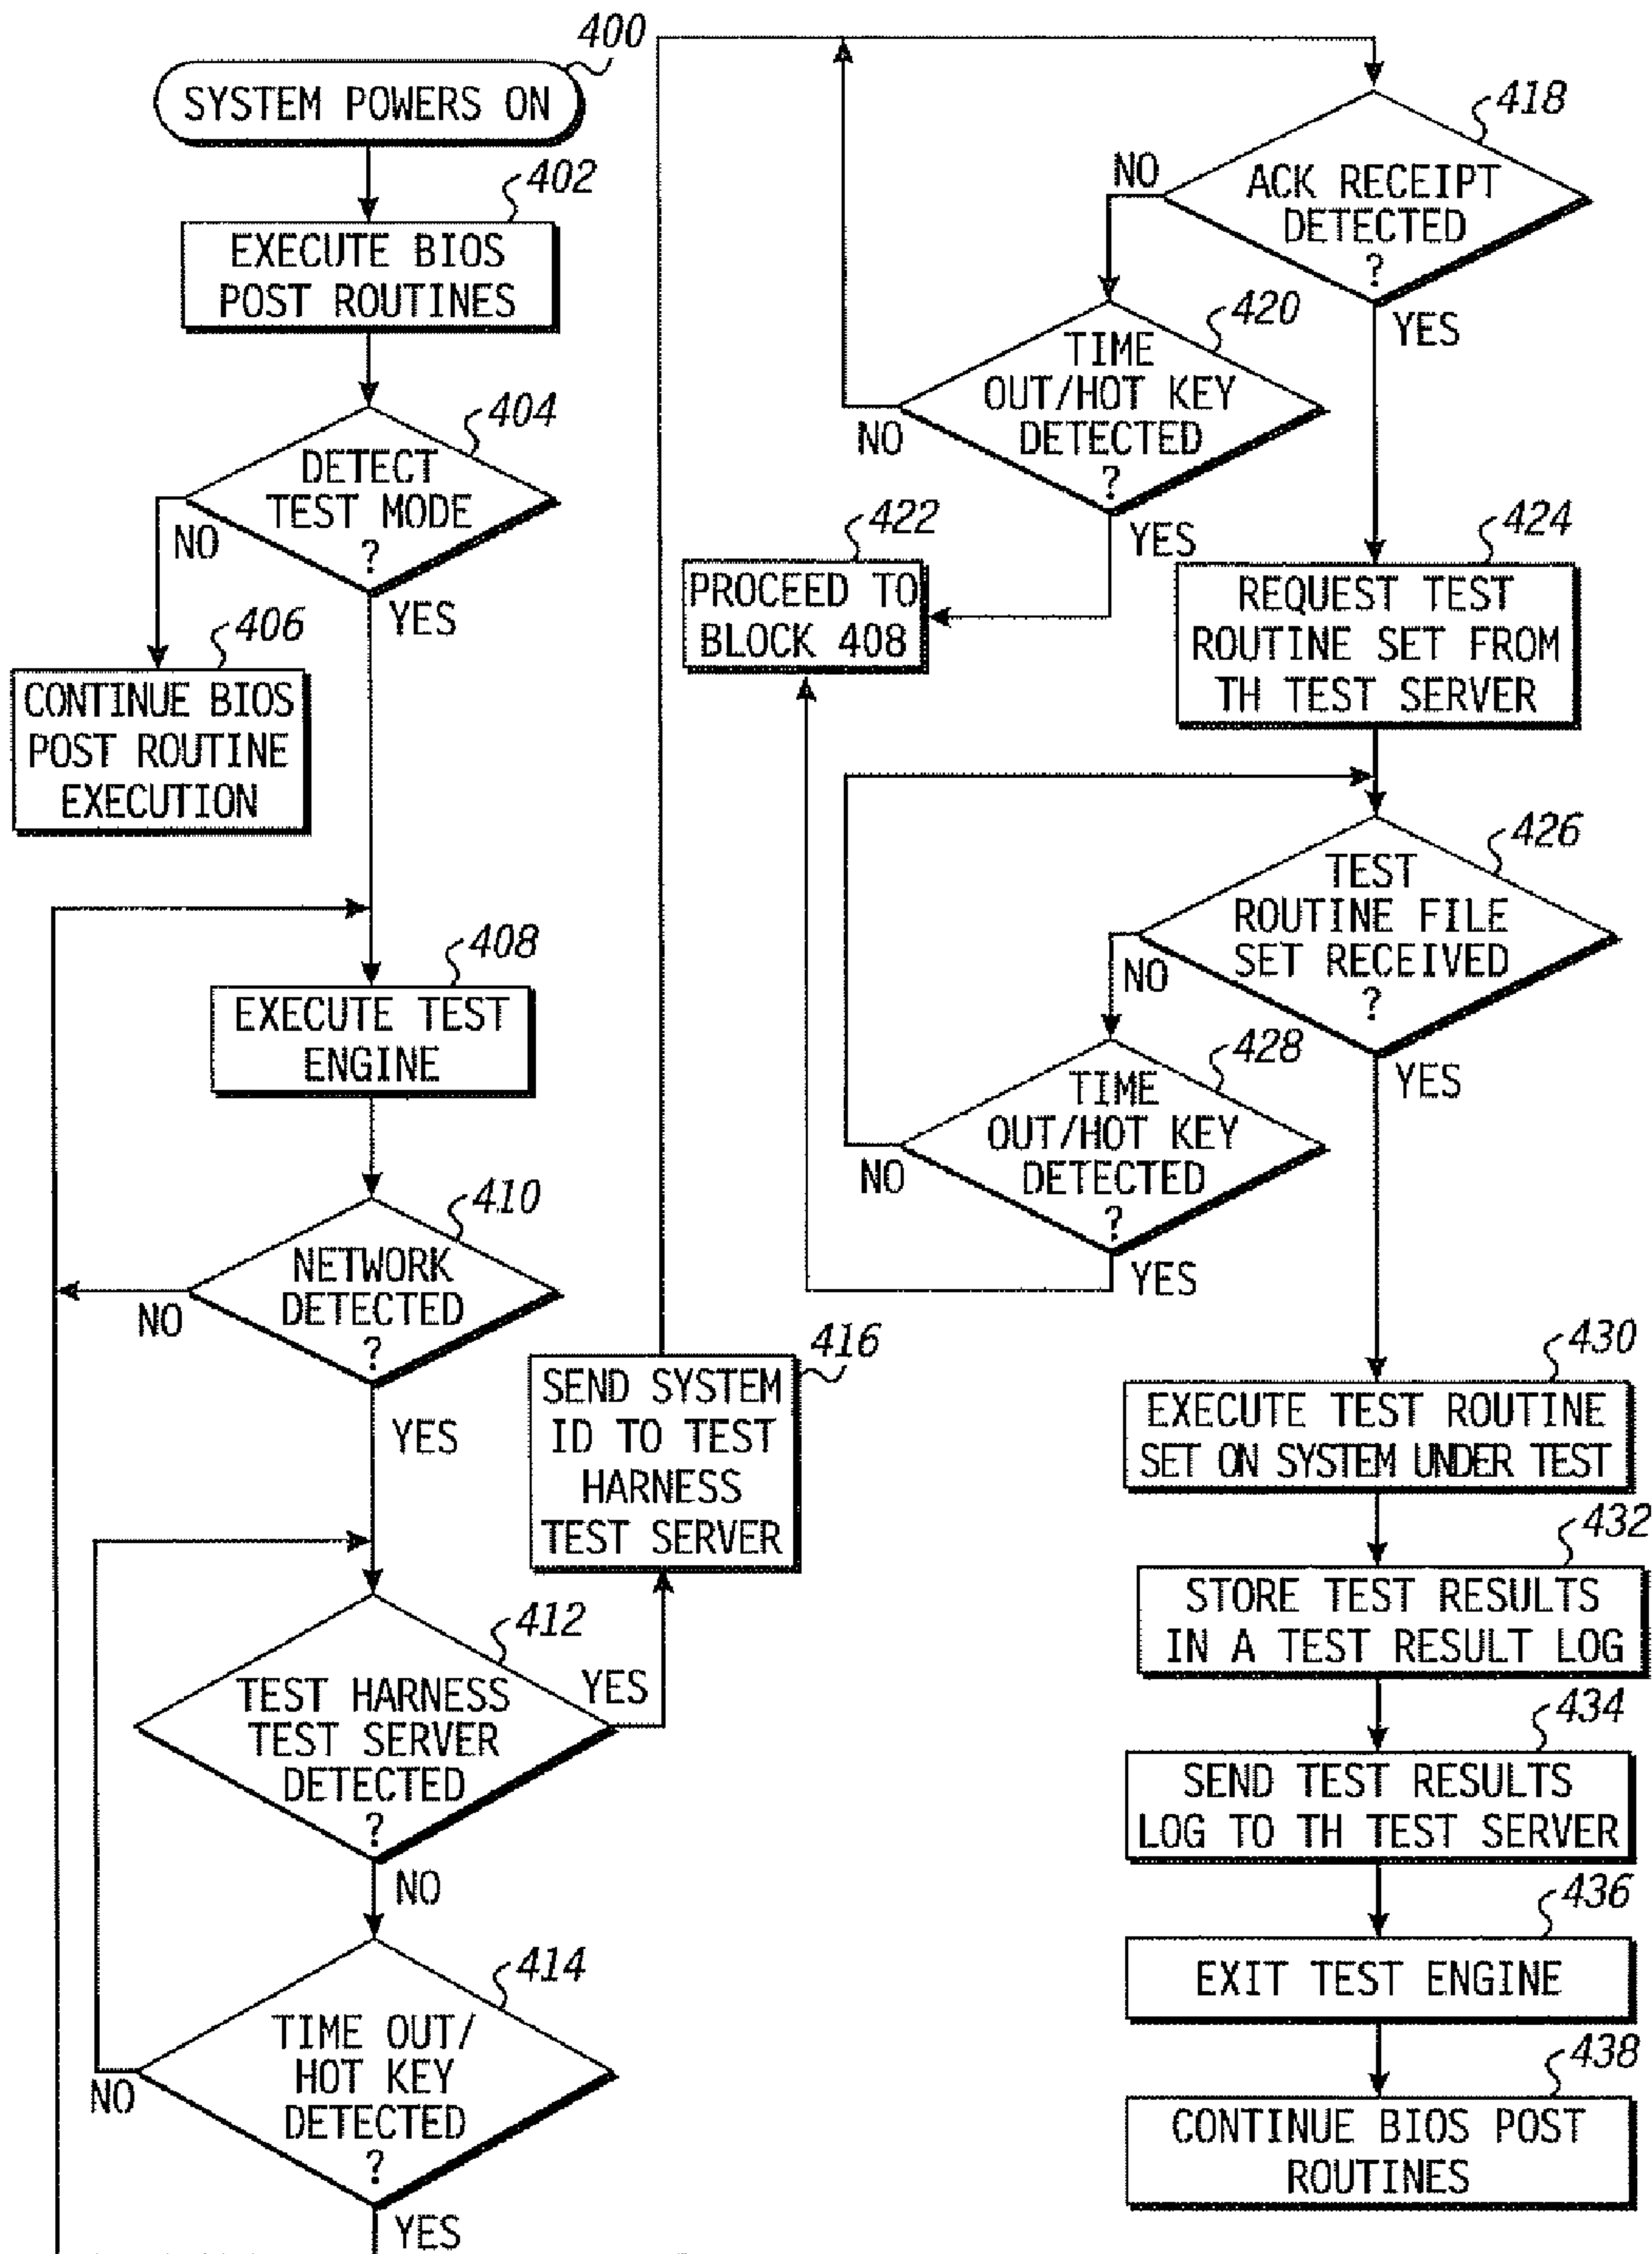 400
SYSTEM POWERS ON
402
EXECUTE BIOS
POST ROUTINES
404
DETECT
TEST MODE
?
NO
YES
406
CONTINUE BIOS
POST ROUTINE
EXECUTION
408
EXECUTE TEST
ENGINE
410
NETWORK
DETECTED
?
NO
YES
412
TEST HARNESS
TEST SERVER
DETECTED
?
YES
NO
414
TIME OUT/
HOT KEY
DETECTED
?
NO
YES
416
SEND SYSTEM
ID TO TEST
HARNESS
TEST SERVER
418
ACK RECEIPT
DETECTED
?
NO
YES
420
TIME
OUT/HOT KEY
DETECTED
?
NO
YES
422
PROCEED TO
BLOCK 408
424
REQUEST TEST
ROUTINE SET FROM
TH TEST SERVER
426
TEST
ROUTINE FILE
SET RECEIVED
?
NO
YES
428
TIME
OUT/HOT KEY
DETECTED
?
NO
YES
430
EXECUTE TEST ROUTINE
SET ON SYSTEM UNDER TEST
432
STORE TEST RESULTS
IN A TEST RESULT LOG
434
SEND TEST RESULTS
LOG TO TH TEST SERVER
436
EXIT TEST ENGINE
438
CONTINUE BIOS POST
ROUTINES